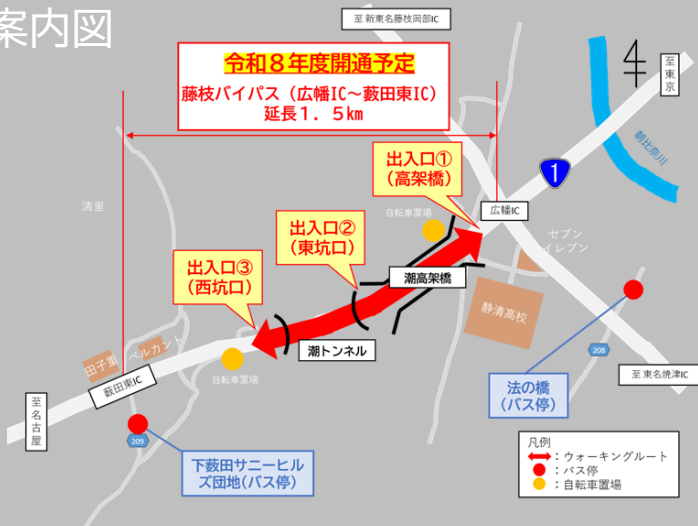 案内図
至 新東名藤枝岡部IC
令和８年度開通予定
藤枝バイパス（広幡IC～藪田東IC）
延長１．５km
至東京
朝比奈川
出入口①
（高架橋）
1
清里
自転車置場
広幡IC
出入口②
（東坑口）
セブン
イレブン
出入口③
（西坑口）
潮高架橋
静清高校
潮トンネル
208
田子重
ベルカント
自転車置場
藪田東IC
至 東名焼津IC
法の橋
（バス停）
至名古屋
209
下藪田サニーヒル
ズ団地(バス停)
凡例
：ウォーキングルート
：バス停
：自転車置場